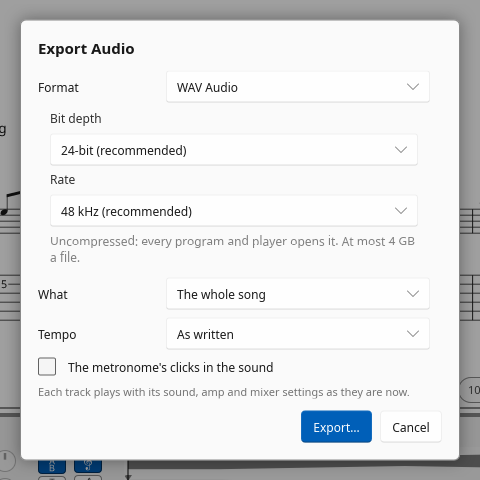 Export Audio
Format
WAV Audio
Bit depth
24-bit (recommended)
Rate
48 kHz (recommended)
Uncompressed; every program and player opens it. At most 4 GB
a file.
What
The whole song
Tempo
As written
The metronome's clicks in the sound
Each track plays with its sound, amp and mixer settings as they are now.
Export...
Cancel
g
5
10
A
B